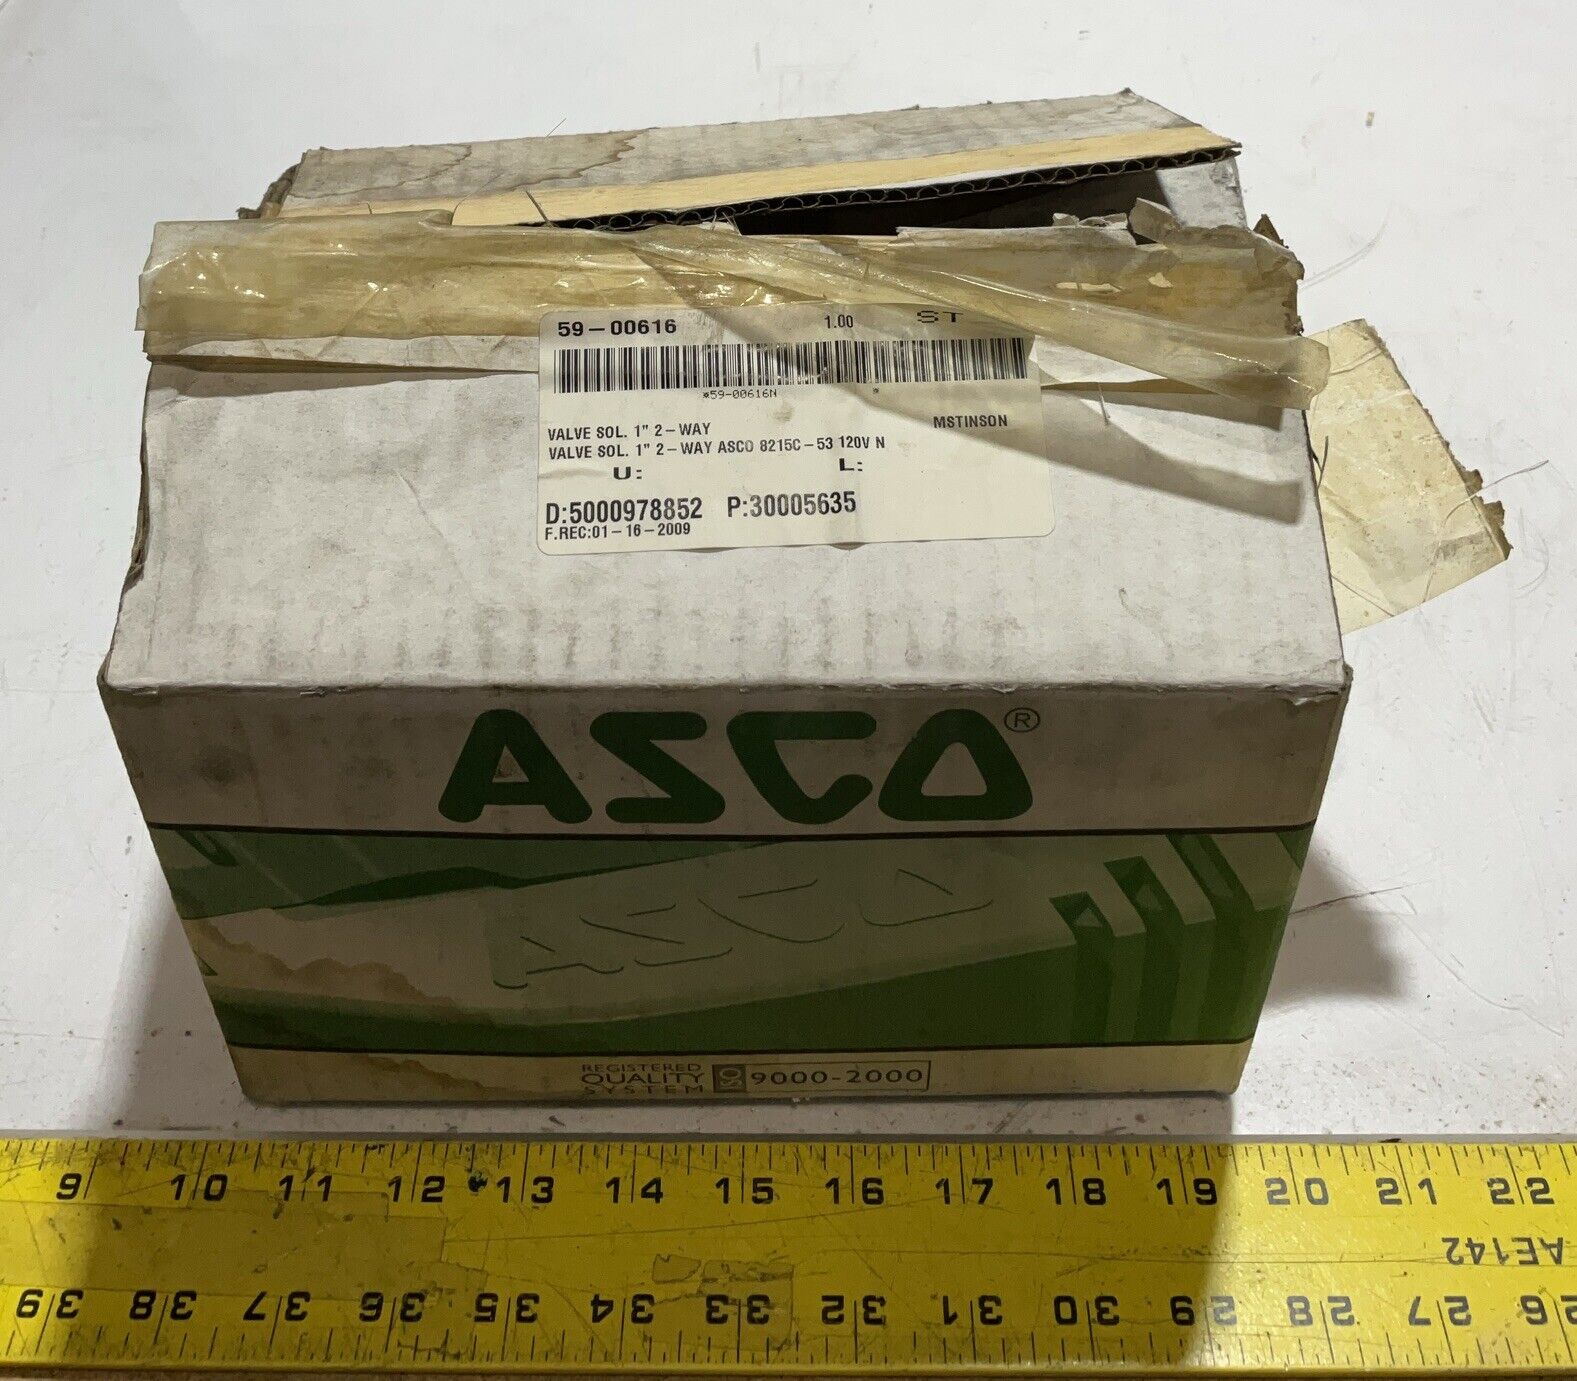 59-00616 1.00 ST
*59-00616N *
MSTINSON
VALVE SOL. 1" 2-WAY
VALVE SOL. 1" 2-WAY ASCO 8215C-53 120V N
U: L:
D:5000978852 P:30005635
F.REC:01-16-2009
ASCO®
ASCO
REGISTERED
QUALITY
SYSTEM
ISO 9000-2000
9 10 11 12 13 14 15 16 17 18 19 20 21 22
AE142
39 38 37 36 35 34 33 32 31 30 29 28 27 26